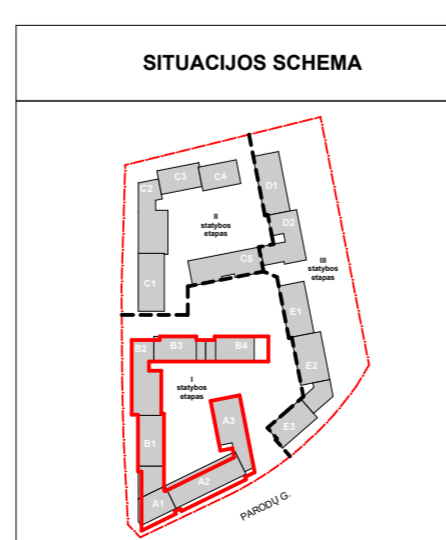 SITUACIJOS SCHEMA
C2
C3
C4
D1
D2
II
statybos
etapas
C5
III
statybos
etapas
C1
E1
B2
B3
B4
E2
I
statybos
etapas
A3
E3
B1
A2
A1
PARODŲ G.